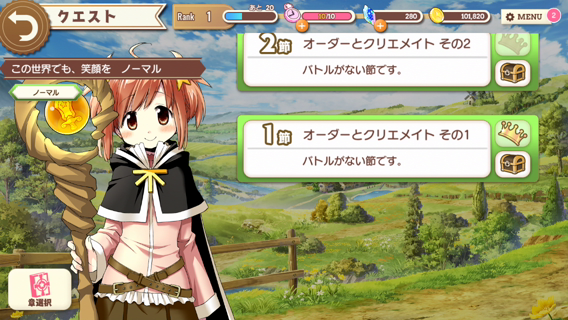 クエスト
Rank 1
あと 20
10/10
280
101,820
MENU 2
この世界でも、笑顔を ノーマル
ノーマル
2節 オーダーとクリエメイト その2
バトルがない節です。
1節 オーダーとクリエメイト その1
バトルがない節です。
章選択